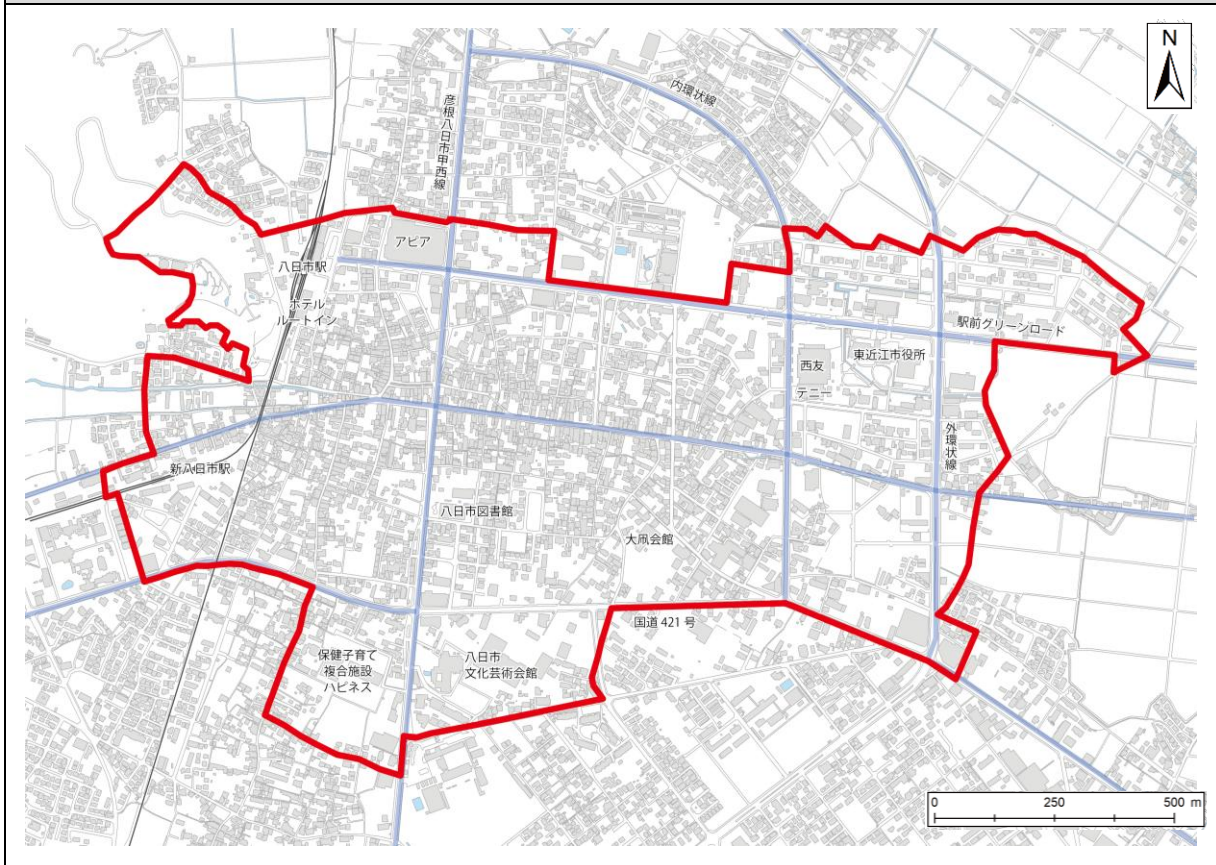 N
内環状線
彦根八日市甲西線
アピア
八日市駅
ホテル
ルートイン
駅前グリーンロード
西友
東近江市役所
テニー
外環状線
新八日市駅
八日市図書館
大凧会館
国道 421 号
保健子育て
複合施設
ハピネス
八日市
文化芸術会館
0 250 500 m